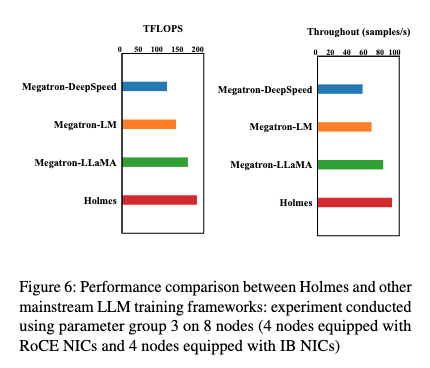 TFLOPS
0 50 100 150 200
Megatron-DeepSpeed
Megatron-LM
Megatron-LLaMA
Holmes
Throughout (samples/s)
0 20 40 60 80 100
Megatron-DeepSpeed
Megatron-LM
Megatron-LLaMA
Holmes
Figure 6: Performance comparison between Holmes and other
mainstream LLM training frameworks: experiment conducted
using parameter group 3 on 8 nodes (4 nodes equipped with
RoCE NICs and 4 nodes equipped with IB NICs)